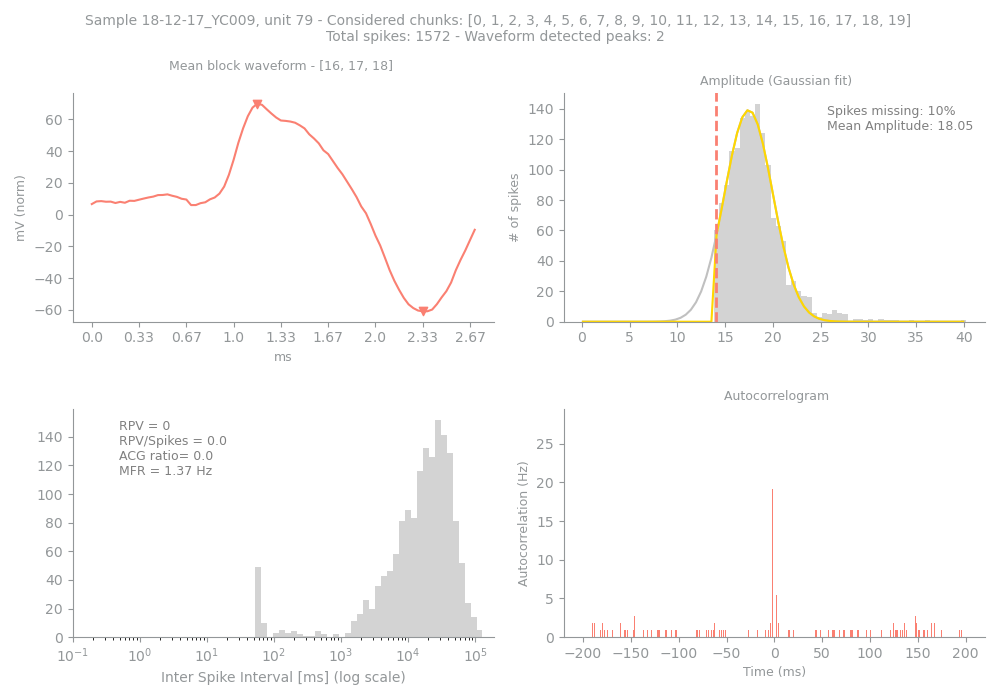 Sample 18-12-17_YC009, unit 79 - Considered chunks: [0, 1, 2, 3, 4, 5, 6, 7, 8, 9, 10, 11, 12, 13, 14, 15, 16, 17, 18, 19]
Total spikes: 1572 - Waveform detected peaks: 2
Mean block waveform - [16, 17, 18]
mV (norm)
60
40
20
0
−20
−40
−60
0.0 0.33 0.67 1.0 1.33 1.67 2.0 2.33 2.67
ms
Amplitude (Gaussian fit)
Spikes missing: 10%
Mean Amplitude: 18.05
# of spikes
140
120
100
80
60
40
20
0
0 5 10 15 20 25 30 35 40
RPV = 0
RPV/Spikes = 0.0
ACG ratio= 0.0
MFR = 1.37 Hz
140
120
100
80
60
40
20
0
10⁻¹ 10⁰ 10¹ 10² 10³ 10⁴ 10⁵
Inter Spike Interval [ms] (log scale)
Autocorrelogram
Autocorrelation (Hz)
25
20
15
10
5
0
−200 −150 −100 −50 0 50 100 150 200
Time (ms)